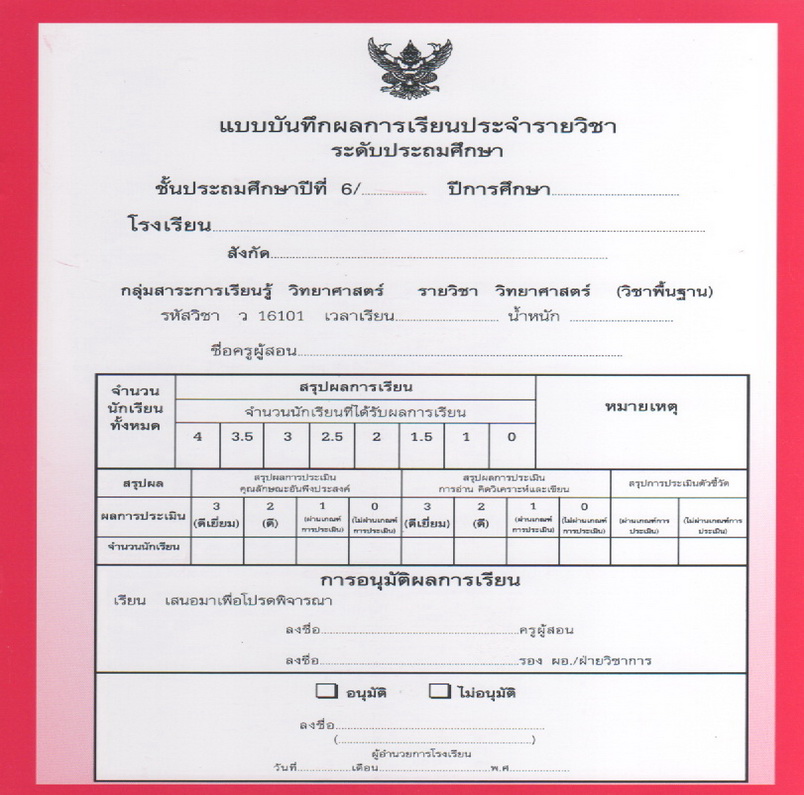 แบบบันทึกผลการเรียนประจำรายวิชา
ระดับประถมศึกษา
ชั้นประถมศึกษาปีที่ 6/.................. ปีการศึกษา..................................
โรงเรียน....................................................................................................
สังกัด....................................................................................
กลุ่มสาระการเรียนรู้ วิทยาศาสตร์ รายวิชา วิทยาศาสตร์ (วิชาพื้นฐาน)
รหัสวิชา ว 16101 เวลาเรียน.......................... น้ำหนัก ..........................
ชื่อครูผู้สอน.................................................................................
จำนวนนักเรียนทั้งหมด สรุปผลการเรียน หมายเหตุ
จำนวนนักเรียนที่ได้รับผลการเรียน
4 3.5 3 2.5 2 1.5 1 0
สรุปผล สรุปผลการประเมินคุณลักษณะอันพึงประสงค์ สรุปผลการประเมินการอ่าน คิดวิเคราะห์และเขียน สรุปการประเมินตัวชี้วัด
ผลการประเมิน 3 (ดีเยี่ยม) 2 (ดี) 1 (ผ่านเกณฑ์การประเมิน) 0 (ไม่ผ่านเกณฑ์การประเมิน) 3 (ดีเยี่ยม) 2 (ดี) 1 (ผ่านเกณฑ์การประเมิน) 0 (ไม่ผ่านเกณฑ์การประเมิน) (ผ่านเกณฑ์การประเมิน) (ไม่ผ่านเกณฑ์การประเมิน)
จำนวนนักเรียน
การอนุมัติผลการเรียน
เรียน เสนอมาเพื่อโปรดพิจารณา
ลงชื่อ..................................................ครูผู้สอน
ลงชื่อ..................................................รอง ผอ./ฝ่ายวิชาการ
อนุมัติ ไม่อนุมัติ
ลงชื่อ..................................................
(..................................................)
ผู้อำนวยการโรงเรียน
วันที่..............เดือน..............................พ.ศ...............